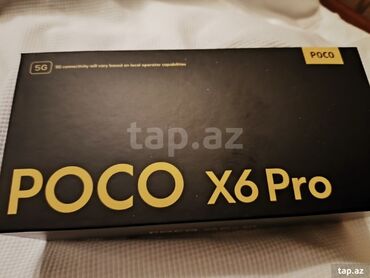 5G 5G connectivity will vary based on local operator capabilities
POCO
tap.az
POCO X6 Pro
tap.az